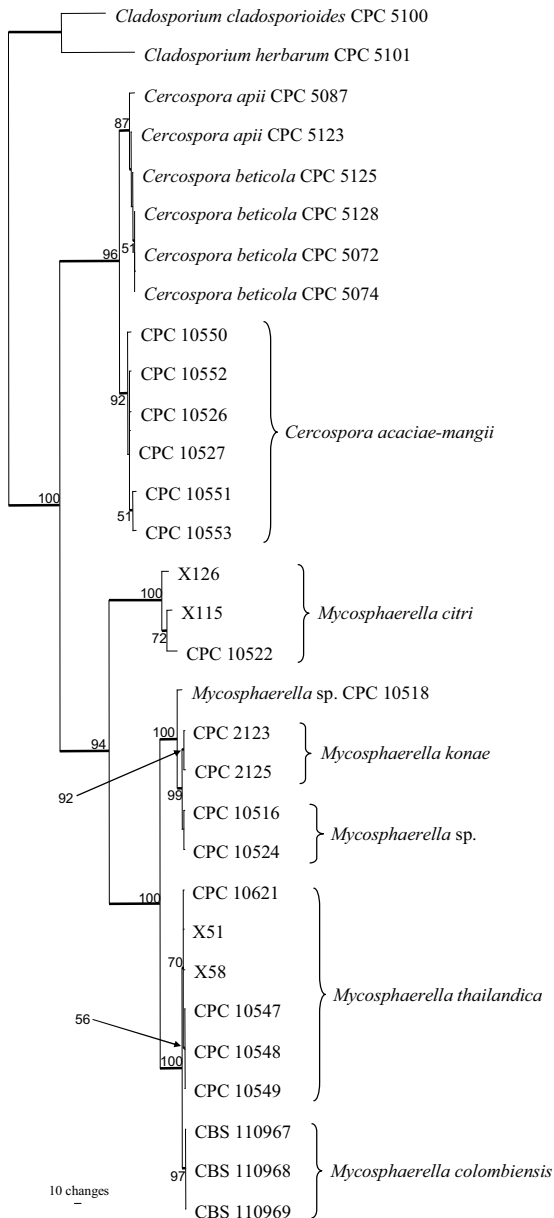 Cladosporium cladosporioides CPC 5100
Cladosporium herbarum CPC 5101
Cercospora apii CPC 5087
87
Cercospora apii CPC 5123
Cercospora beticola CPC 5125
Cercospora beticola CPC 5128
96
51
Cercospora beticola CPC 5072
Cercospora beticola CPC 5074
CPC 10550
CPC 10552
92
CPC 10526
Cercospora acaciae-mangii
CPC 10527
CPC 10551
100
51
CPC 10553
X126
100
X115
Mycosphaerella citri
72
CPC 10522
Mycosphaerella sp. CPC 10518
100
CPC 2123
94
Mycosphaerella konae
CPC 2125
92
99
CPC 10516
Mycosphaerella sp.
CPC 10524
CPC 10621
100
X51
70
X58
Mycosphaerella thailandica
CPC 10547
56
CPC 10548
100
CPC 10549
CBS 110967
CBS 110968
Mycosphaerella colombiensis
97
10 changes
CBS 110969